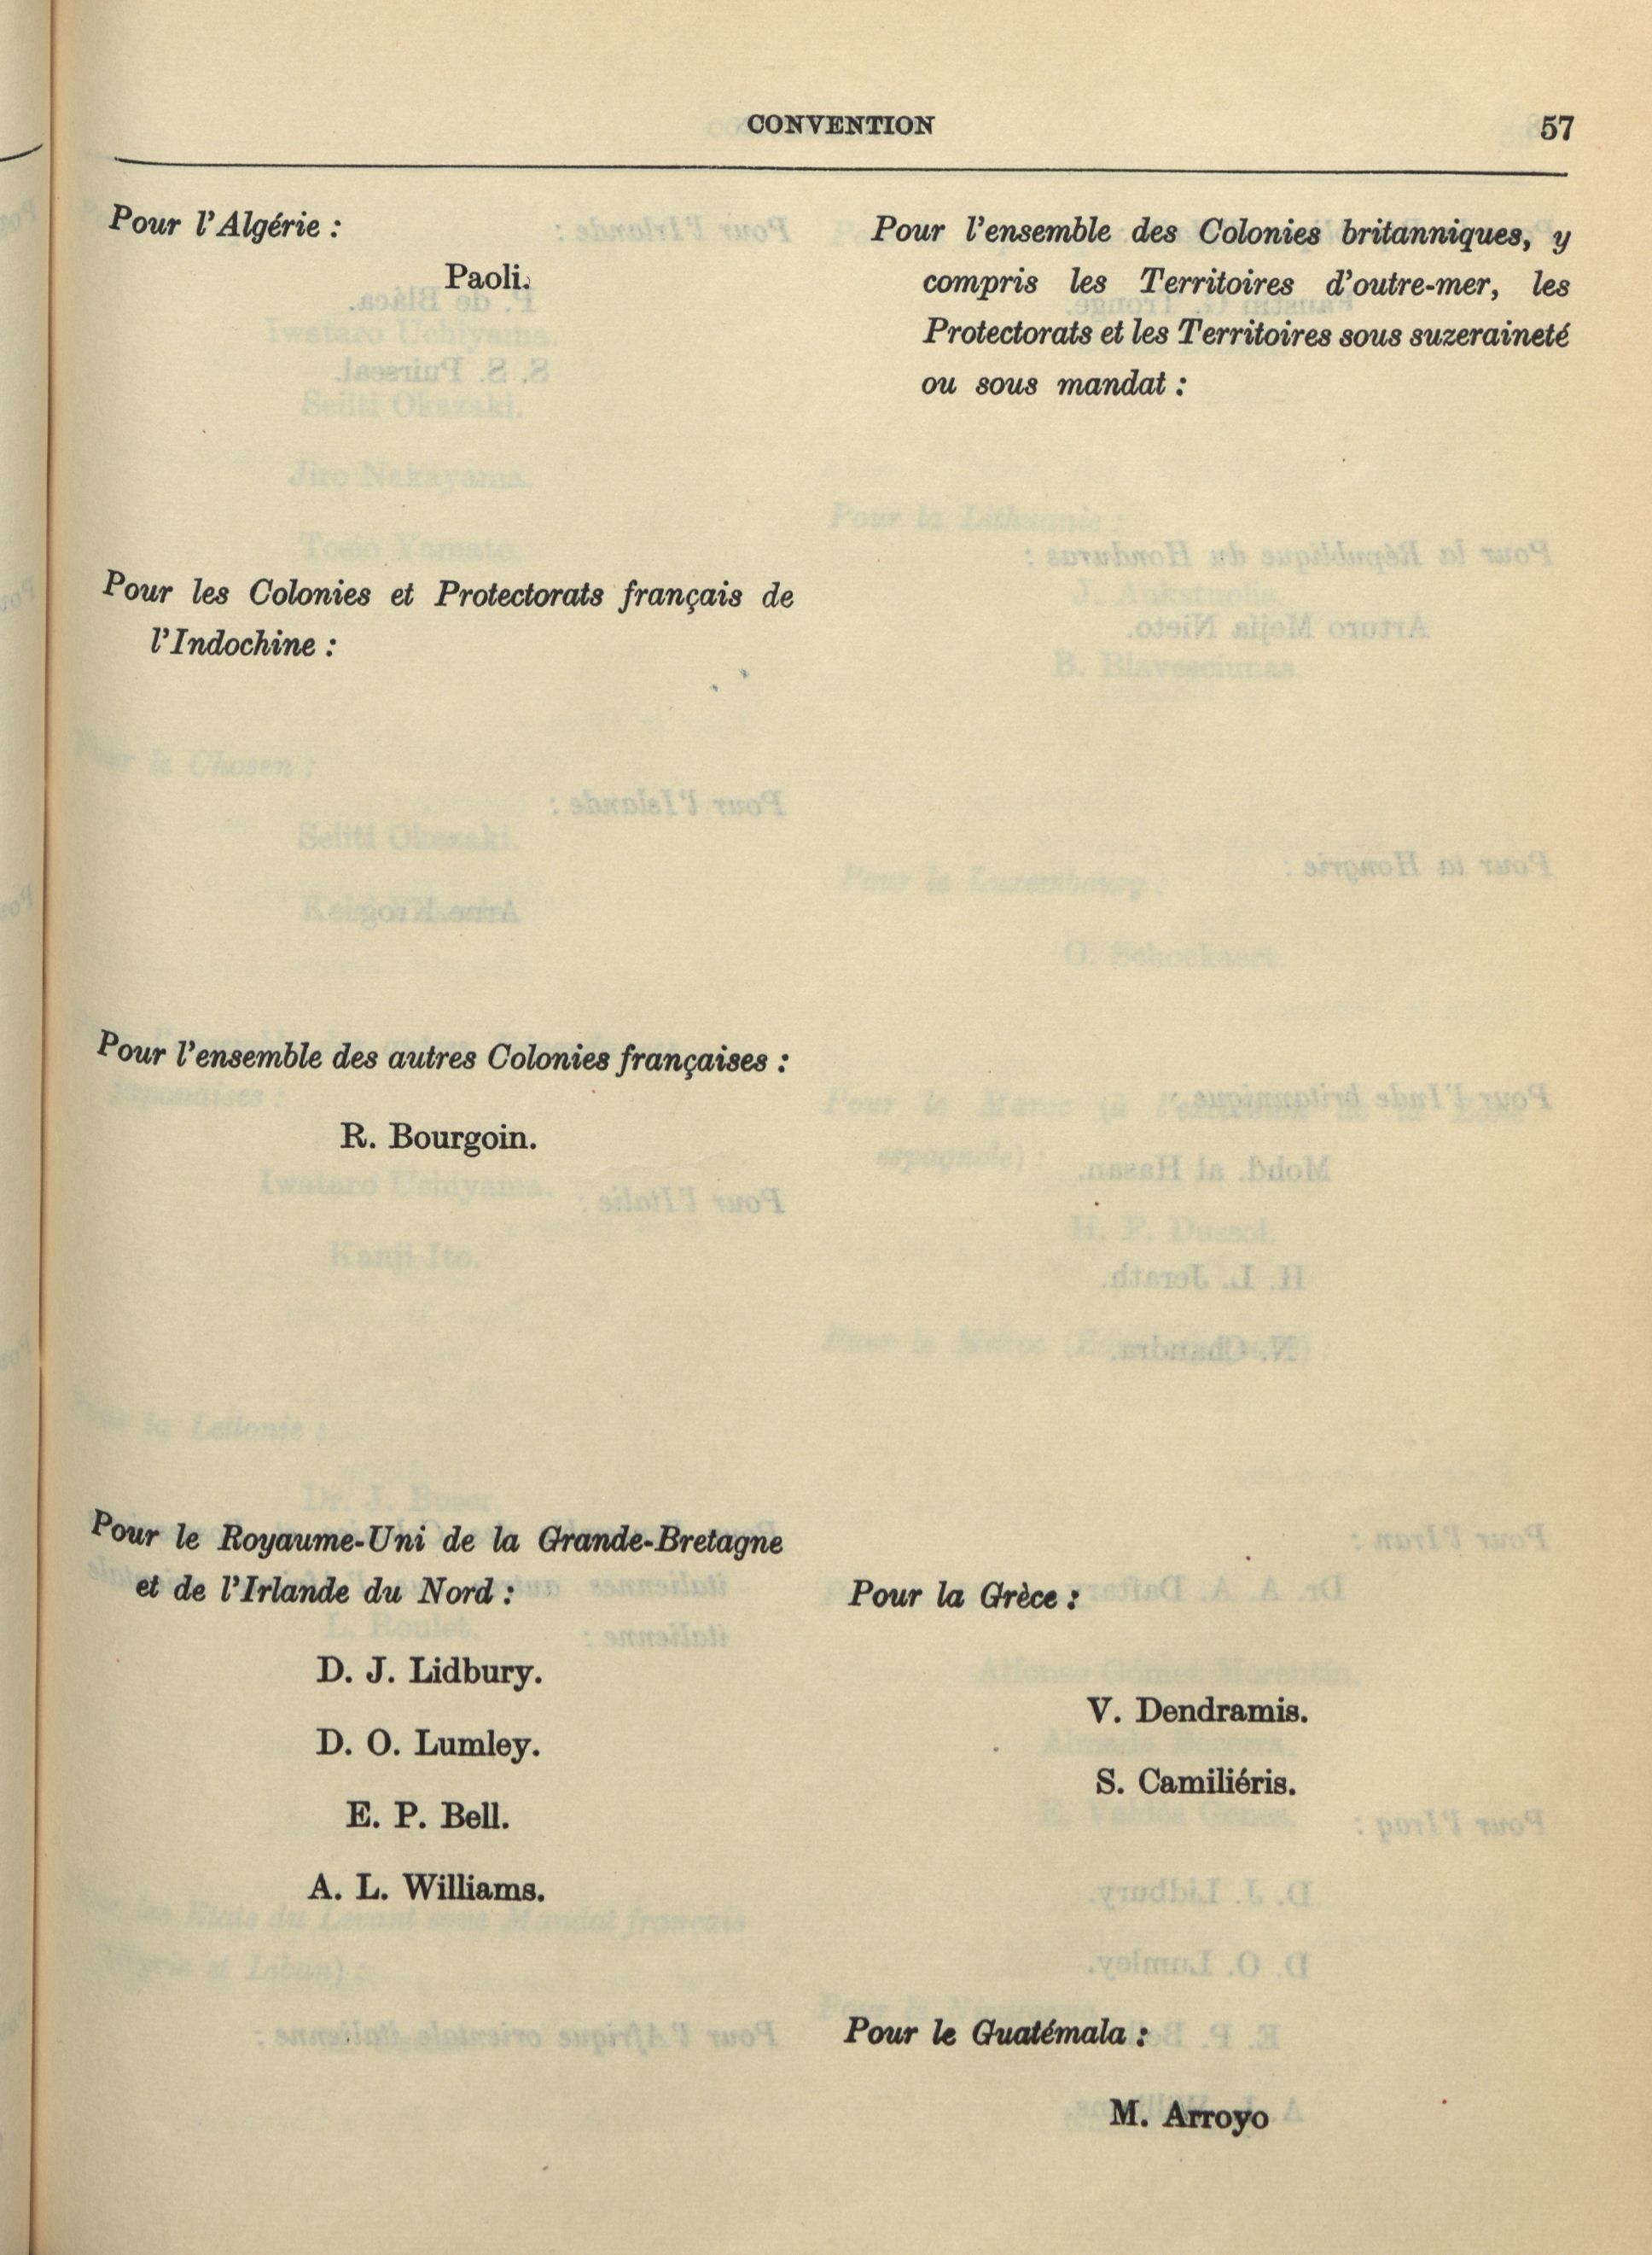 CONVENTION 57
Pour l'Algérie :
Paoli.
Pour les Colonies et Protectorats français de
l'Indochine :
Pour l'ensemble des autres Colonies françaises :
R. Bourgoin.
Pour le Royaume-Uni de la Grande-Bretagne
et de l'Irlande du Nord :
D. J. Lidbury.
D. O. Lumley.
E. P. Bell.
A. L. Williams.
Pour l'ensemble des Colonies britanniques, y
compris les Territoires d'outre-mer, les
Protectorats et les Territoires sous suzeraineté
ou sous mandat :
Pour la Grèce :
V. Dendramis.
S. Camiliéris.
Pour le Guatémala :
M. Arroyo